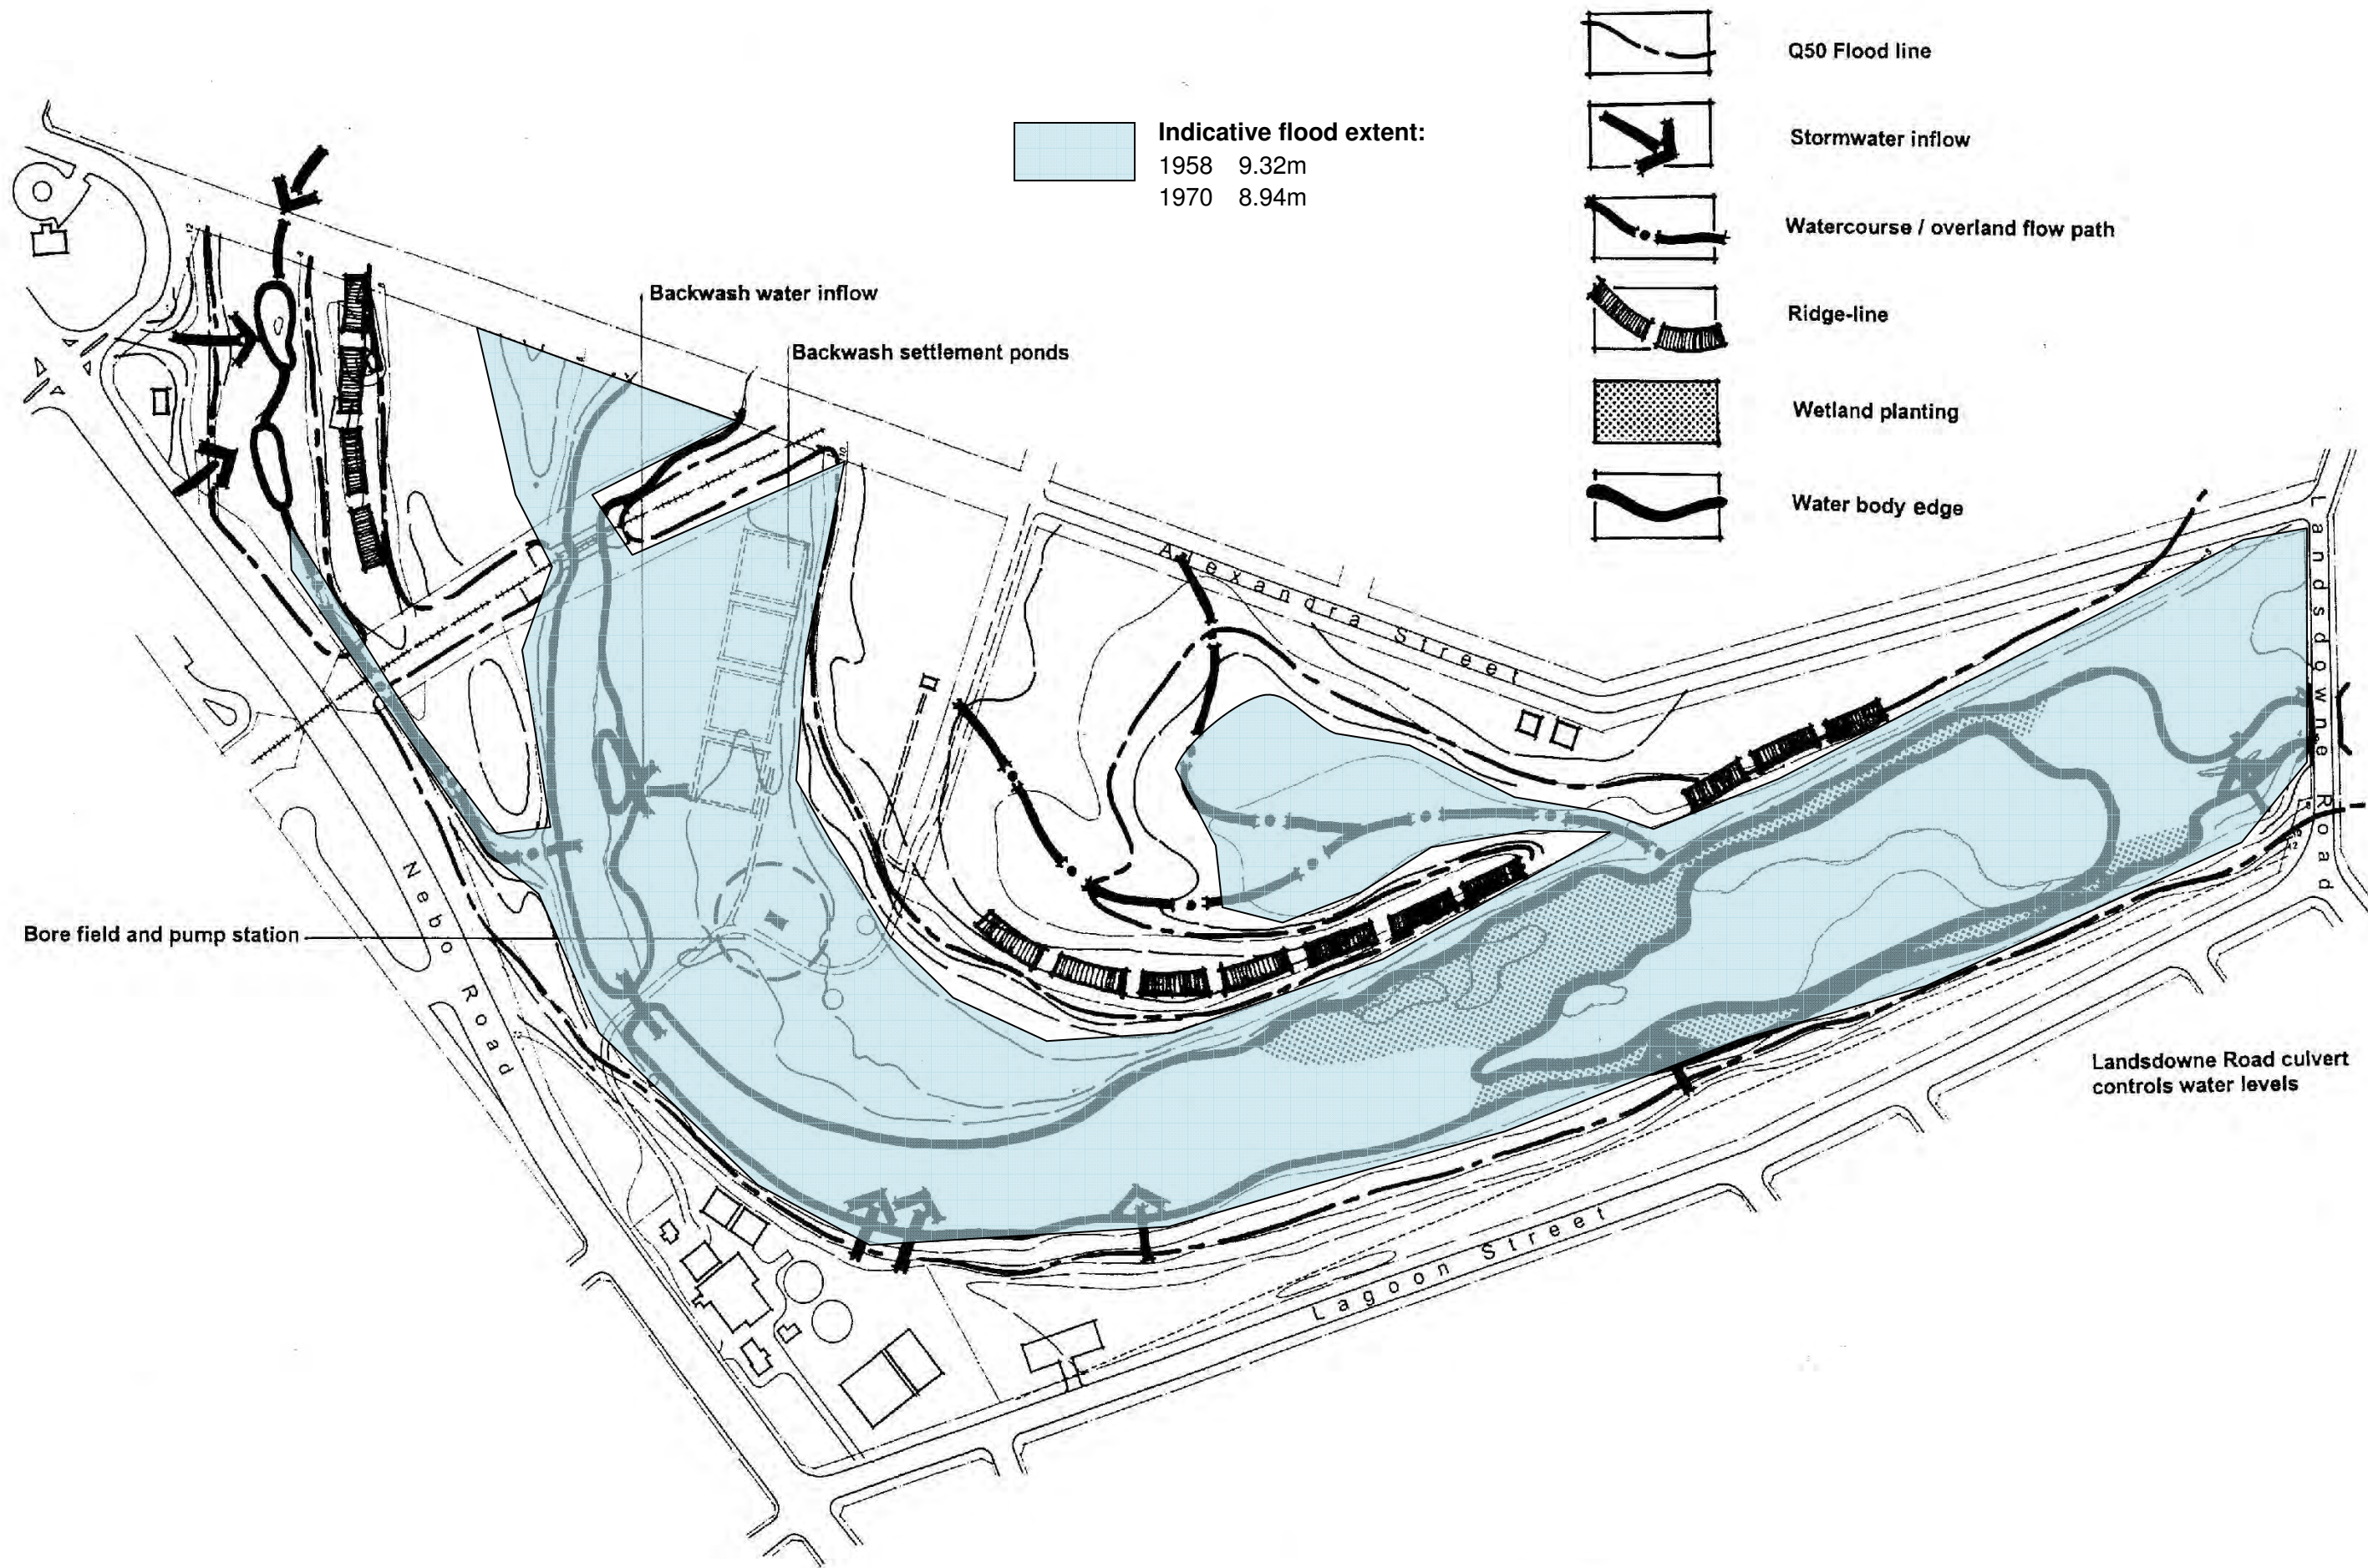 Q50 Flood line
Stormwater inflow
Watercourse / overland flow path
Ridge-line
Wetland planting
Water body edge
Indicative flood extent:
1958 9.32m
1970 8.94m
Backwash water inflow
Backwash settlement ponds
Alexandra Street
Landsdowne Road
Nebo Road
Bore field and pump station
Landsdowne Road culvert
controls water levels
Lagoon Street